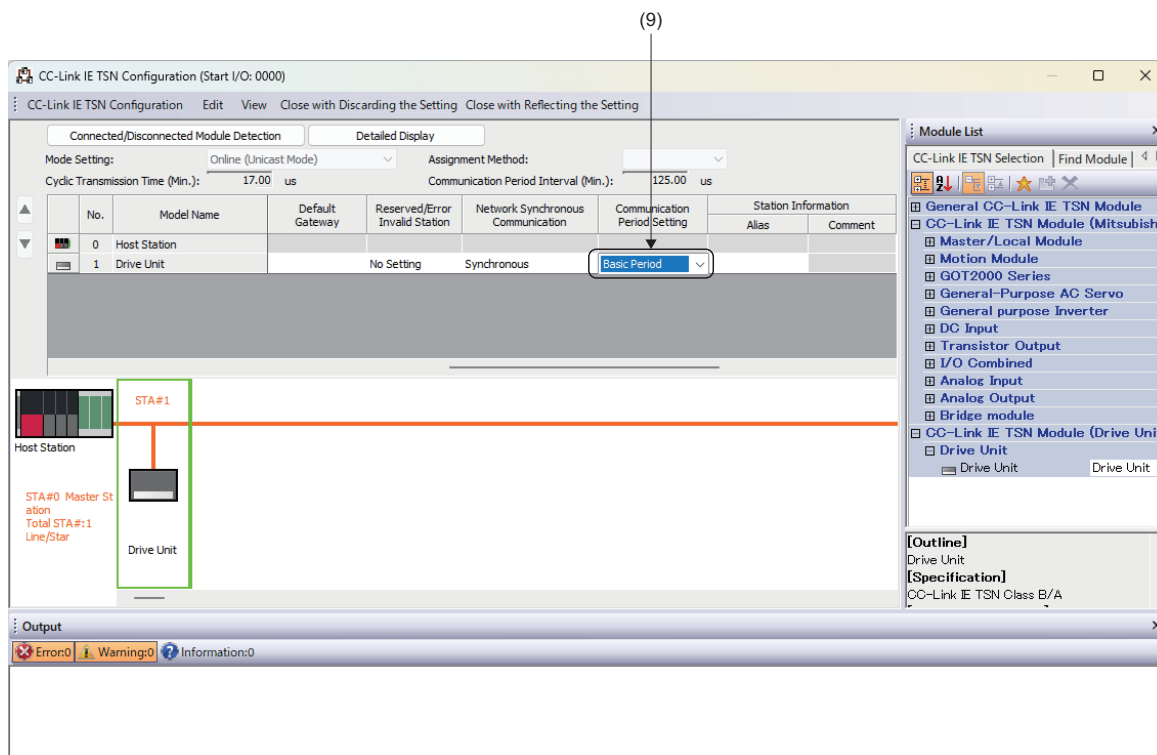 (9)
CC-Link IE TSN Configuration (Start I/O: 0000)
CC-Link IE TSN Configuration Edit View Close with Discarding the Setting Close with Reflecting the Setting
Connected/Disconnected Module Detection Detailed Display
Mode Setting: Online (Unicast Mode) Assignment Method:
Cyclic Transmission Time (Min.): 17.00 us Communication Period Interval (Min.): 125.00 us
No. Model Name Default Gateway Reserved/Error Invalid Station Network Synchronous Communication Communication Period Setting Station Information
Alias Comment
0 Host Station
1 Drive Unit No Setting Synchronous Basic Period
STA#1
Host Station
STA#0 Master St
ation
Total STA#:1
Line/Star
Drive Unit
Module List
CC-Link IE TSN Selection Find Module
General CC-Link IE TSN Module
CC-Link IE TSN Module (Mitsubish
Master/Local Module
Motion Module
GOT2000 Series
General-Purpose AC Servo
General purpose Inverter
DC Input
Transistor Output
I/O Combined
Analog Input
Analog Output
Bridge module
CC-Link IE TSN Module (Drive Uni
Drive Unit
Drive Unit Drive Unit
[Outline]
Drive Unit
[Specification]
CC-Link IE TSN Class B/A
Output
Error:0 Warning:0 Information:0